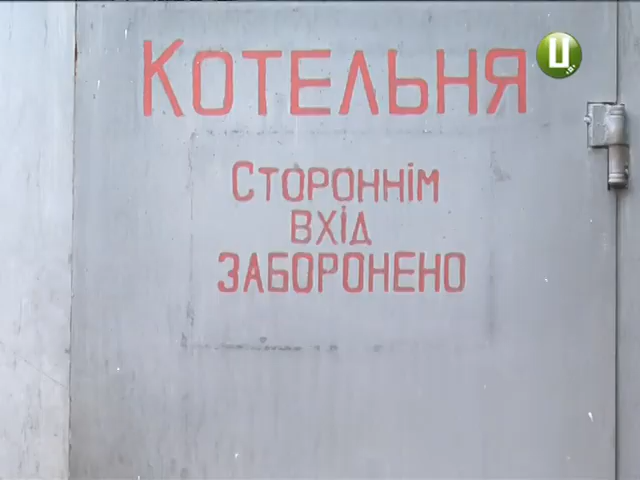 КОТЕЛЬНЯ
Ц
СТОРОННІМ
ВХІД
ЗАБОРОНЕНО